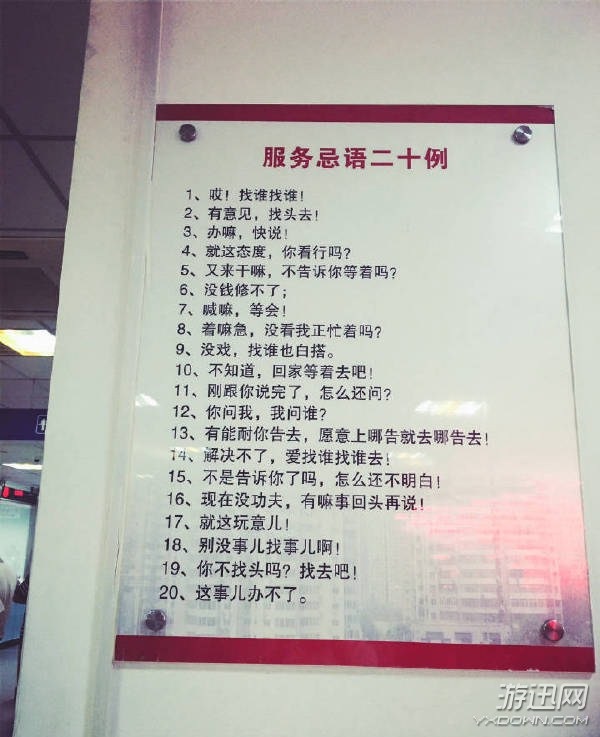 服务忌语二十例
1、哎！找谁找谁！
2、有意见，找头去！
3、办嘛，快说！
4、就这态度，你看行吗？
5、又来干嘛，不告诉你等着吗？
6、没钱修不了；
7、喊嘛，等会！
8、着嘛急，没看我正忙着吗？
9、没戏，找谁也白搭。
10、不知道，回家等着去吧！
11、刚跟你说完了，怎么还问？
12、你问我，我问谁？
13、有能耐你告去，愿意上哪告就去哪告去！
14、解决不了，爱找谁找谁去！
15、不是告诉你了吗，怎么还不明白！
16、现在没功夫，有嘛事回头再说！
17、就这玩意儿！
18、别没事儿找事儿啊！
19、你不找头吗？找去吧！
20、这事儿办不了。
游迅网
YXDOWN.COM